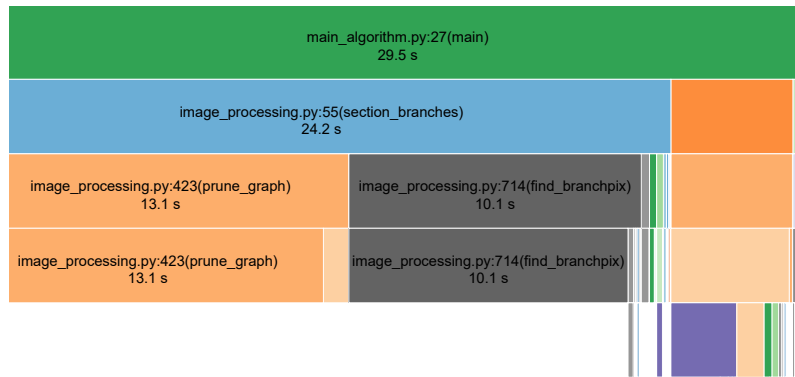 main_algorithm.py:27(main)
29.5 s
image_processing.py:55(section_branches)
24.2 s
image_processing.py:423(prune_graph)
13.1 s
image_processing.py:714(find_branchpix)
10.1 s
image_processing.py:423(prune_graph)
13.1 s
image_processing.py:714(find_branchpix)
10.1 s